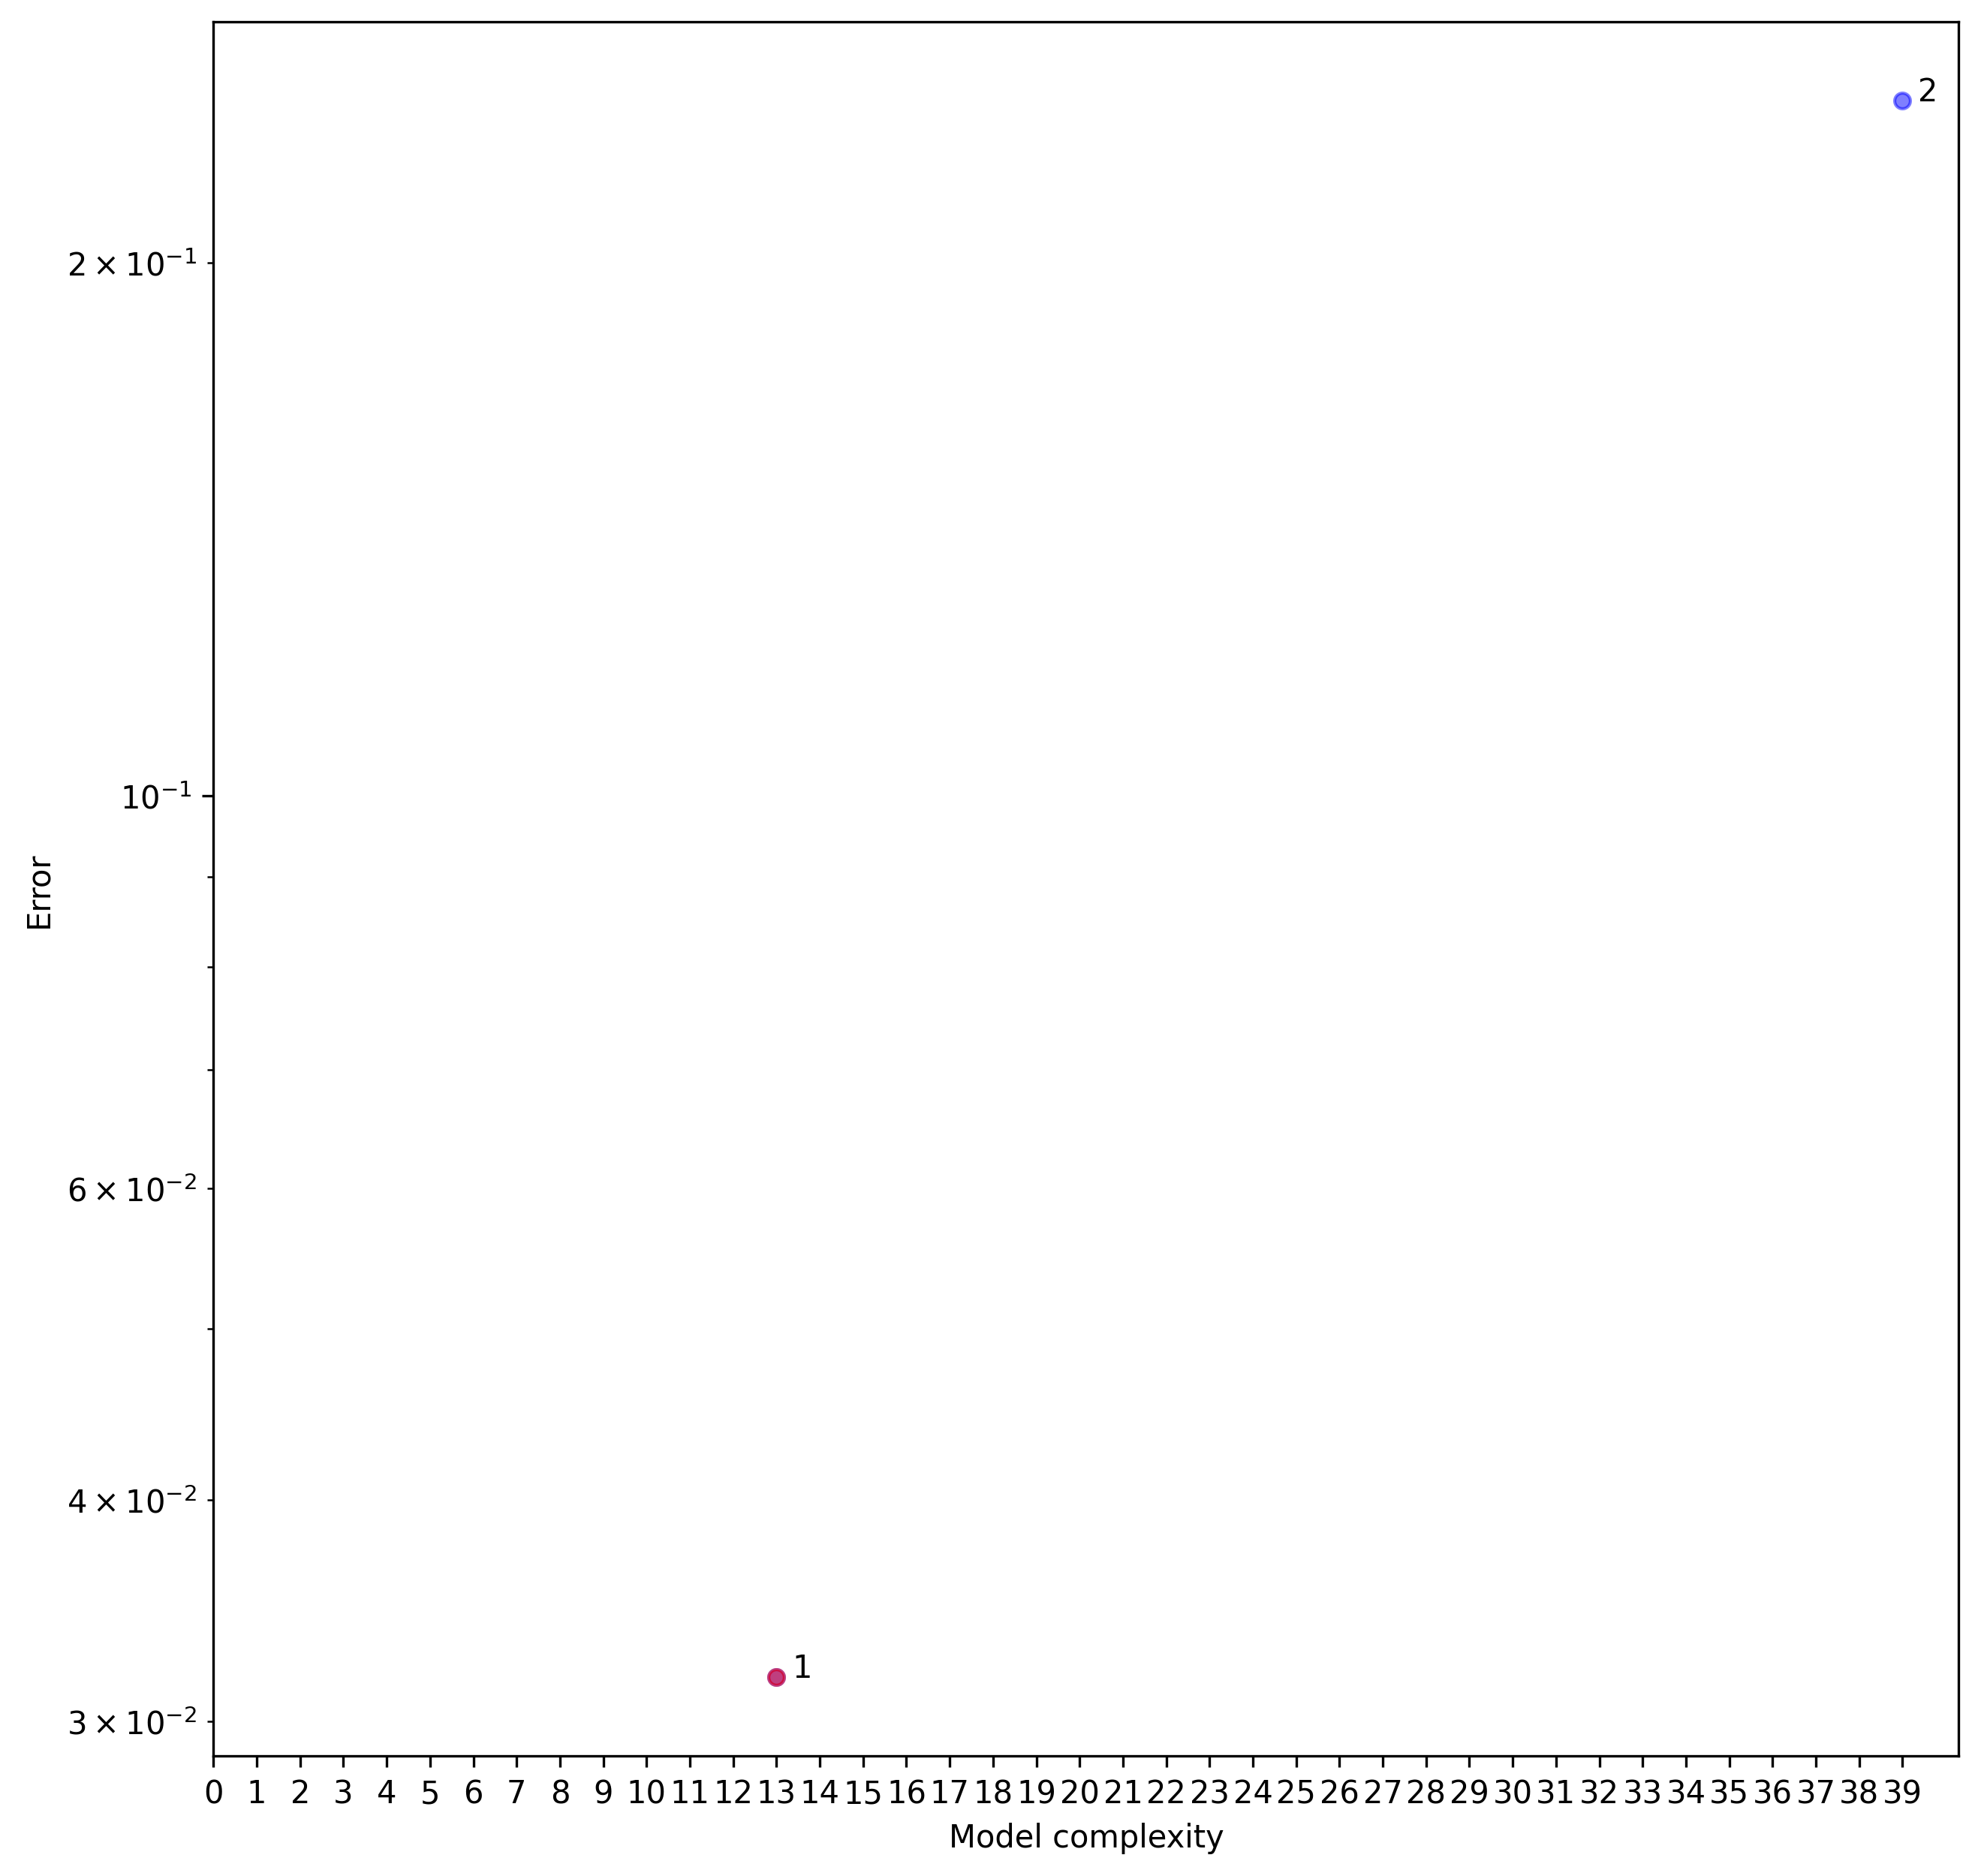 2
2 × 10⁻¹
10⁻¹
Error
6 × 10⁻²
4 × 10⁻²
1
3 × 10⁻²
0 1 2 3 4 5 6 7 8 9 10 11 12 13 14 15 16 17 18 19 20 21 22 23 24 25 26 27 28 29 30 31 32 33 34 35 36 37 38 39
Model complexity